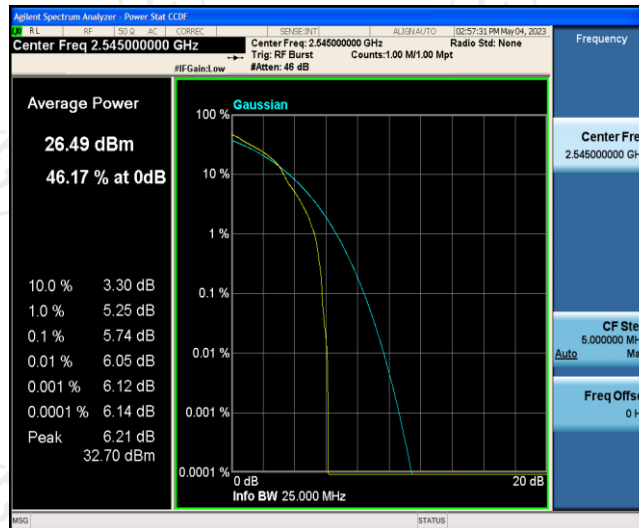 Agilent Spectrum Analyzer - Power Stat CCDF
RL RF 50 Ω AC CORREC SENSE:INT ALIGNAUTO 02:57:31 PM May 04, 2023
Center Freq 2.545000000 GHz
Center Freq: 2.545000000 GHz Radio Std: None
Trig: RF Burst Counts:1.00 M/1.00 Mpt
#IFGain:Low #Atten: 46 dB
Frequency
Average Power
26.49 dBm
46.17 % at 0dB
10.0 % 3.30 dB
1.0 % 5.25 dB
0.1 % 5.74 dB
0.01 % 6.05 dB
0.001 % 6.12 dB
0.0001 % 6.14 dB
Peak 6.21 dB
32.70 dBm
Gaussian
100 %
10 %
1 %
0.1 %
0.01 %
0.001 %
0.0001 %
0 dB 20 dB
Info BW 25.000 MHz
Center Fre
2.545000000 GH
CF Ste
5.000000 MH
Auto Ma
Freq Offse
0 H
MSG STATUS